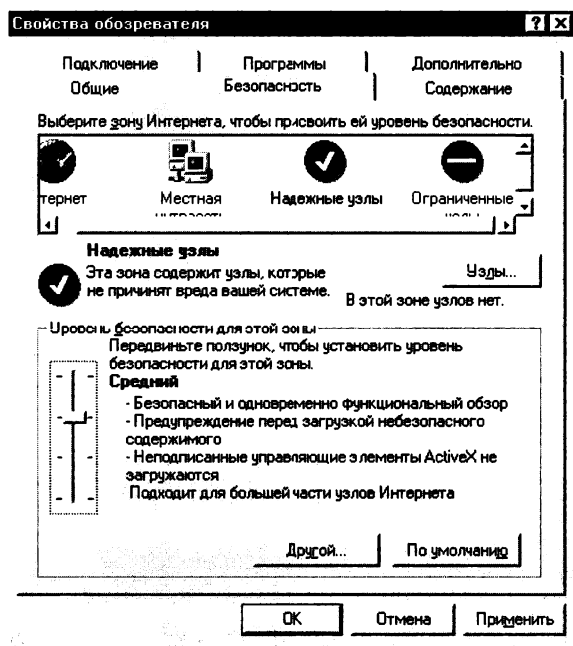 Свойства обозревателя
Подключение Программы Дополнительно
Общие Безопасность Содержание
Выберите зону Интернета, чтобы присвоить ей уровень безопасности.
тернет Местная Надежные узлы Ограниченные
Надежные узлы
Эта зона содержит узлы, которые
не причинят вреда вашей системе.
Узлы...
В этой зоне узлов нет.
Уровень безопасности для этой зоны
Передвиньте ползунок, чтобы установить уровень
безопасности для этой зоны.
Средний
- Безопасный и одновременно функциональный обзор
- Предупреждение перед загрузкой небезопасного
содержимого
- Неподписанные управляющие элементы ActiveX не
загружаются
Подходит для большей части узлов Интернета
Другой... По умолчанию
OK Отмена Применить